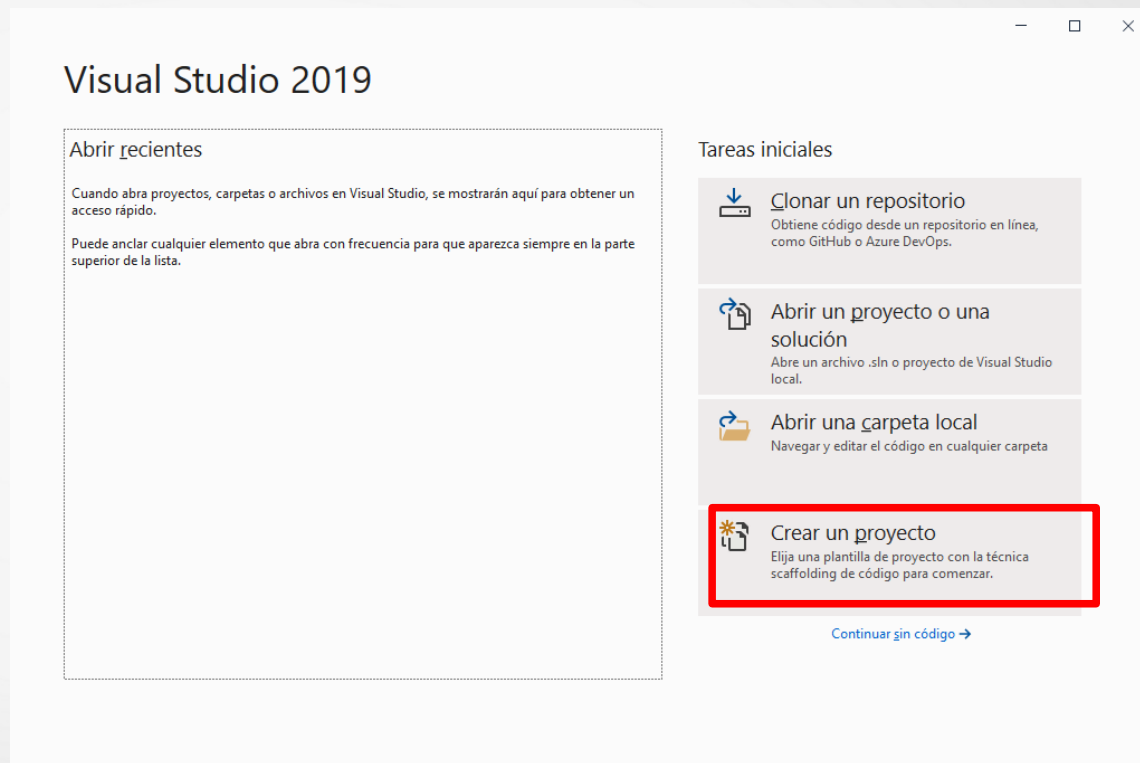 Visual Studio 2019
Abrir recientes
Cuando abra proyectos, carpetas o archivos en Visual Studio, se mostrarán aquí para obtener un
acceso rápido.
Puede anclar cualquier elemento que abra con frecuencia para que aparezca siempre en la parte
superior de la lista.
Tareas iniciales
Clonar un repositorio
Obtiene código desde un repositorio en línea,
como GitHub o Azure DevOps.
Abrir un proyecto o una
solución
Abre un archivo .sln o proyecto de Visual Studio
local.
Abrir una carpeta local
Navegar y editar el código en cualquier carpeta
Crear un proyecto
Elija una plantilla de proyecto con la técnica
scaffolding de código para comenzar.
Continuar sin código →